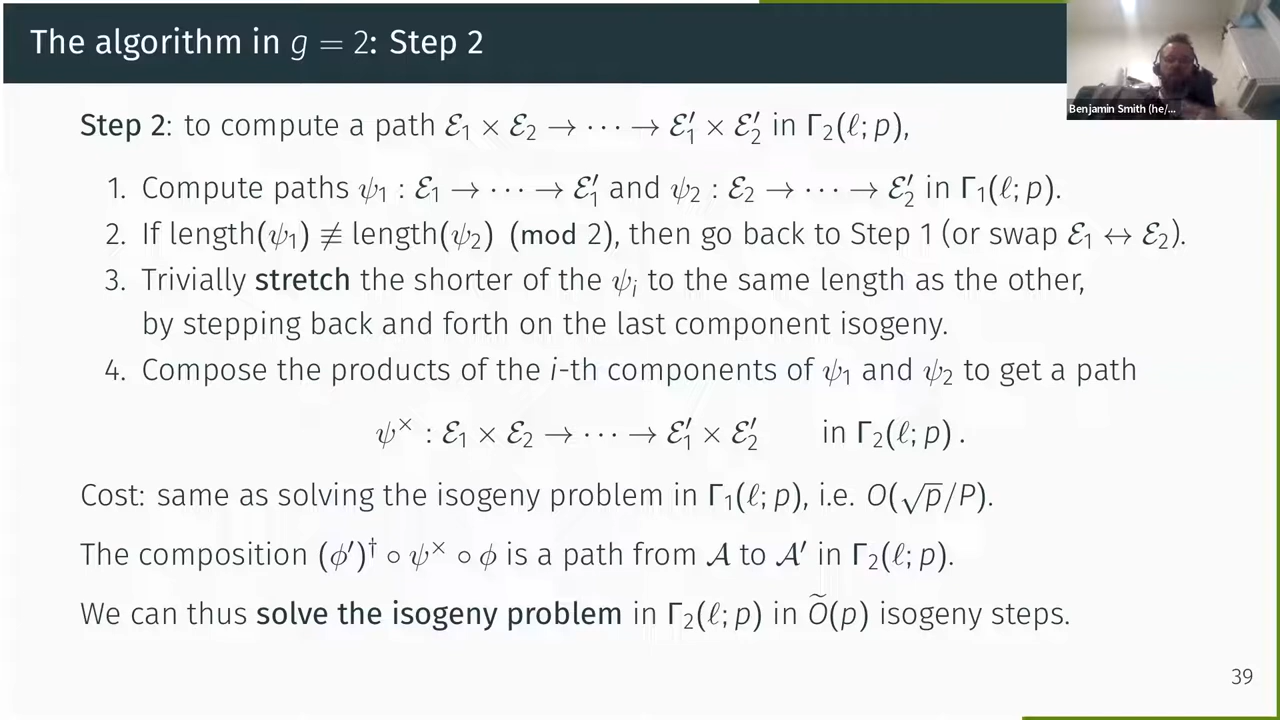 The algorithm in g = 2: Step 2
Benjamin Smith (he/...
Step 2: to compute a path ℰ₁ × ℰ₂ → ⋯ → ℰ′₁ × ℰ′₂ in Γ₂(ℓ; p),
1. Compute paths ψ₁ : ℰ₁ → ⋯ → ℰ′₁ and ψ₂ : ℰ₂ → ⋯ → ℰ′₂ in Γ₁(ℓ; p).
2. If length(ψ₁) ≢ length(ψ₂) (mod 2), then go back to Step 1 (or swap ℰ₁ ↔ ℰ₂).
3. Trivially stretch the shorter of the ψᵢ to the same length as the other,
by stepping back and forth on the last component isogeny.
4. Compose the products of the i-th components of ψ₁ and ψ₂ to get a path
ψ^× : ℰ₁ × ℰ₂ → ⋯ → ℰ′₁ × ℰ′₂ in Γ₂(ℓ; p) .
Cost: same as solving the isogeny problem in Γ₁(ℓ; p), i.e. O(√p/P).
The composition (ϕ′)† ∘ ψ^× ∘ ϕ is a path from 𝒜 to 𝒜′ in Γ₂(ℓ; p).
We can thus solve the isogeny problem in Γ₂(ℓ; p) in Õ(p) isogeny steps.
39